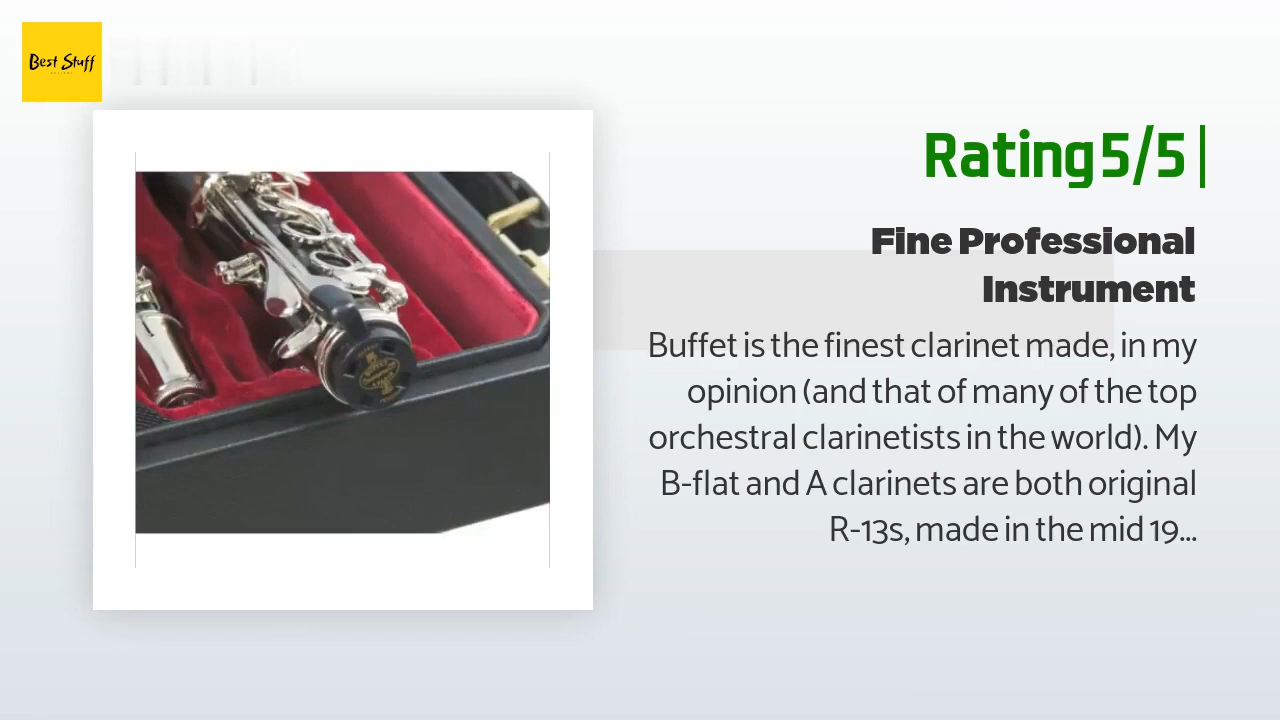 Best Stuff
Rating 5/5
Fine Professional
Instrument
Buffet is the finest clarinet made, in my
opinion (and that of many of the top
orchestral clarinetists in the world). My
B-flat and A clarinets are both original
R-13s, made in the mid 19...